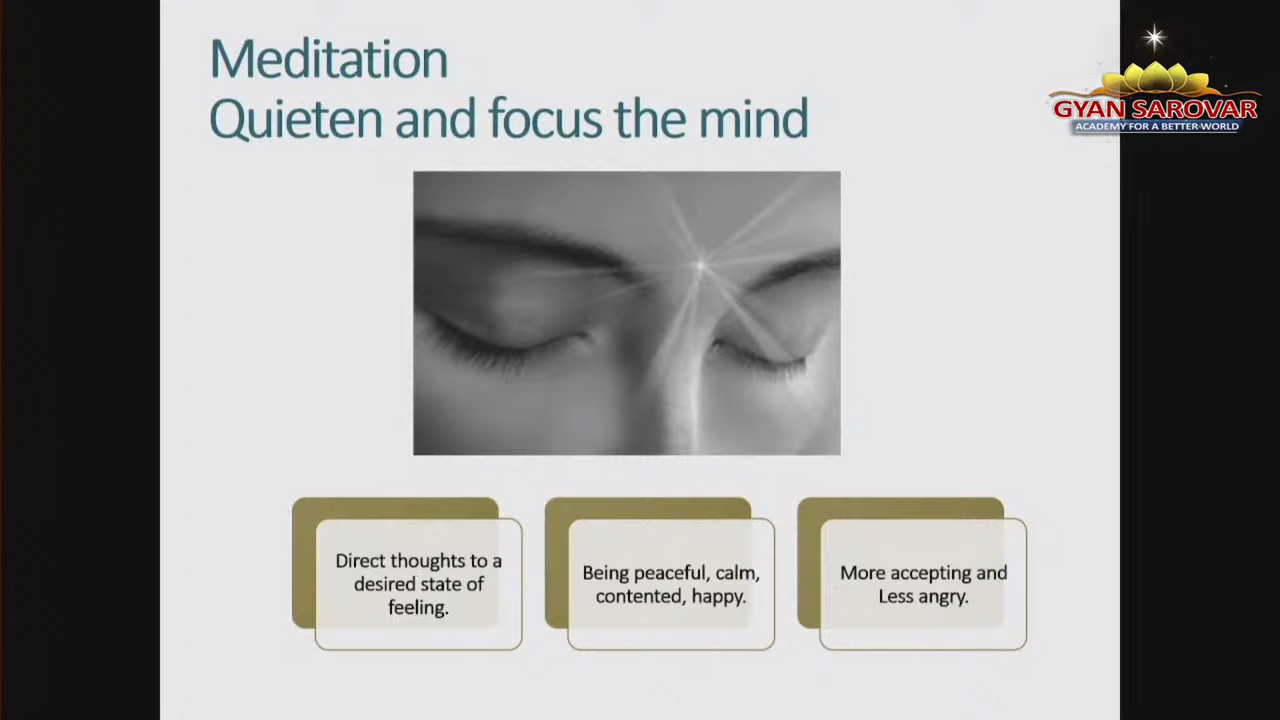 Meditation
Quieten and focus the mind
GYAN SAROVAR
ACADEMY FOR A BETTER WORLD
Direct thoughts to a
desired state of
feeling.
Being peaceful, calm,
contented, happy.
More accepting and
Less angry.